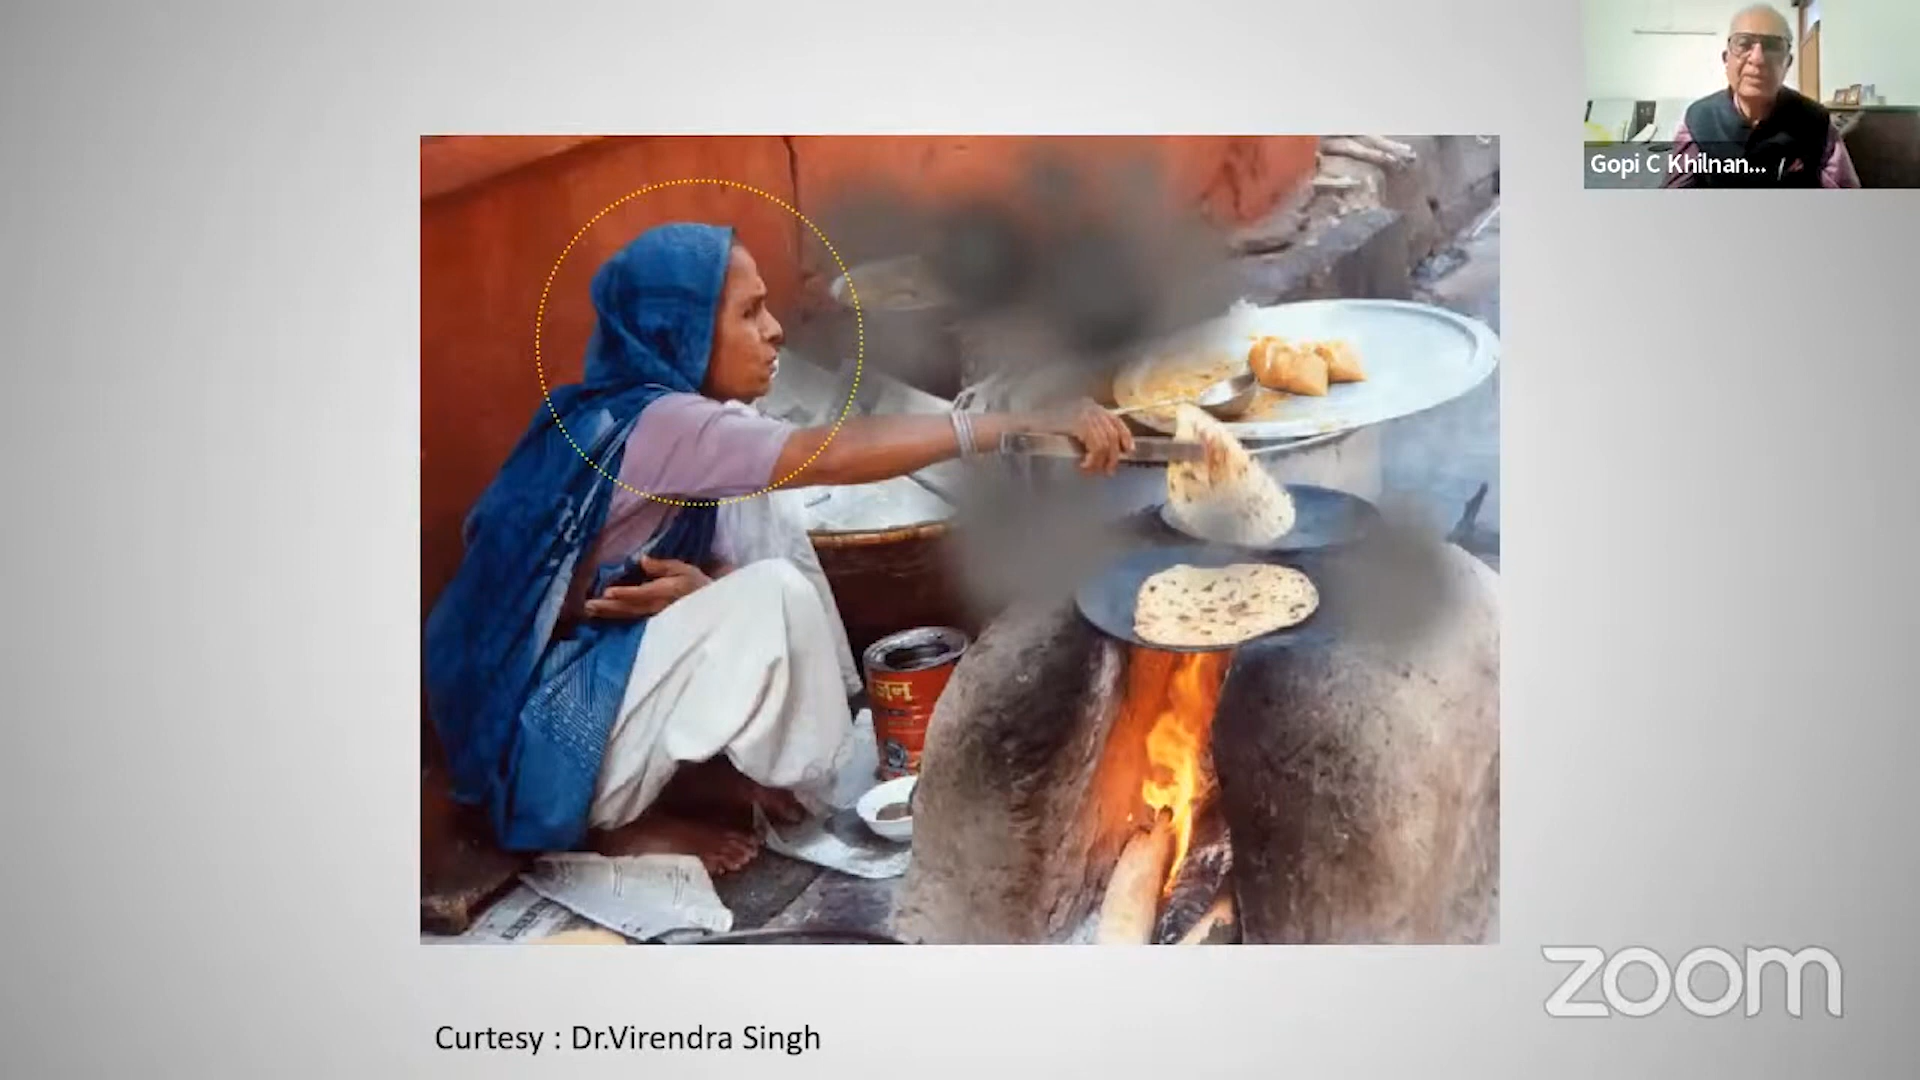 Gopi C Khilnan...
जन
zoom
Curtesy : Dr.Virendra Singh